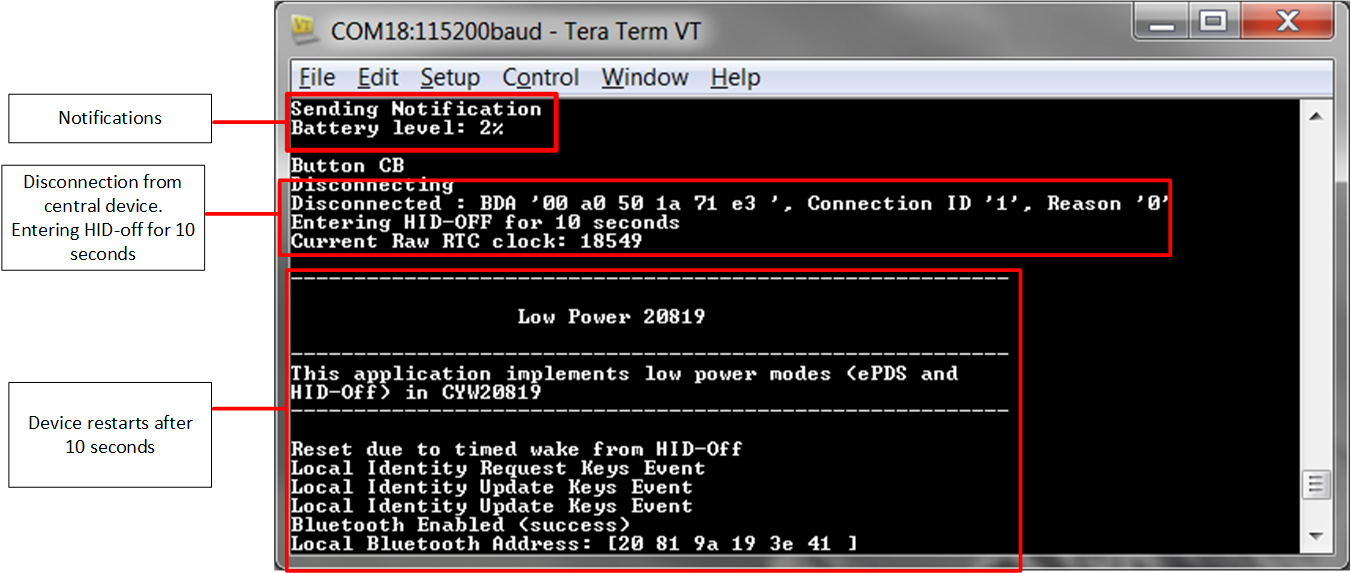 COM18:115200baud - Tera Term VT
File Edit Setup Control Window Help
Notifications
Sending Notification
Battery level: 2%
Button CB
Disconnection from
central device.
Entering HID-off for 10
seconds
Disconnecting
Disconnected : BDA '00 a0 50 1a 71 e3 ', Connection ID '1', Reason '0'
Entering HID-OFF for 10 seconds
Current Raw RTC clock: 18549
------------------------------------------------------------
Low Power 20819
------------------------------------------------------------
This application implements low power modes (ePDS and
HID-Off) in CYW20819
------------------------------------------------------------
Device restarts after
10 seconds
Reset due to timed wake from HID-Off
Local Identity Request Keys Event
Local Identity Update Keys Event
Local Identity Update Keys Event
Bluetooth Enabled (success)
Local Bluetooth Address: [20 81 9a 19 3e 41 ]